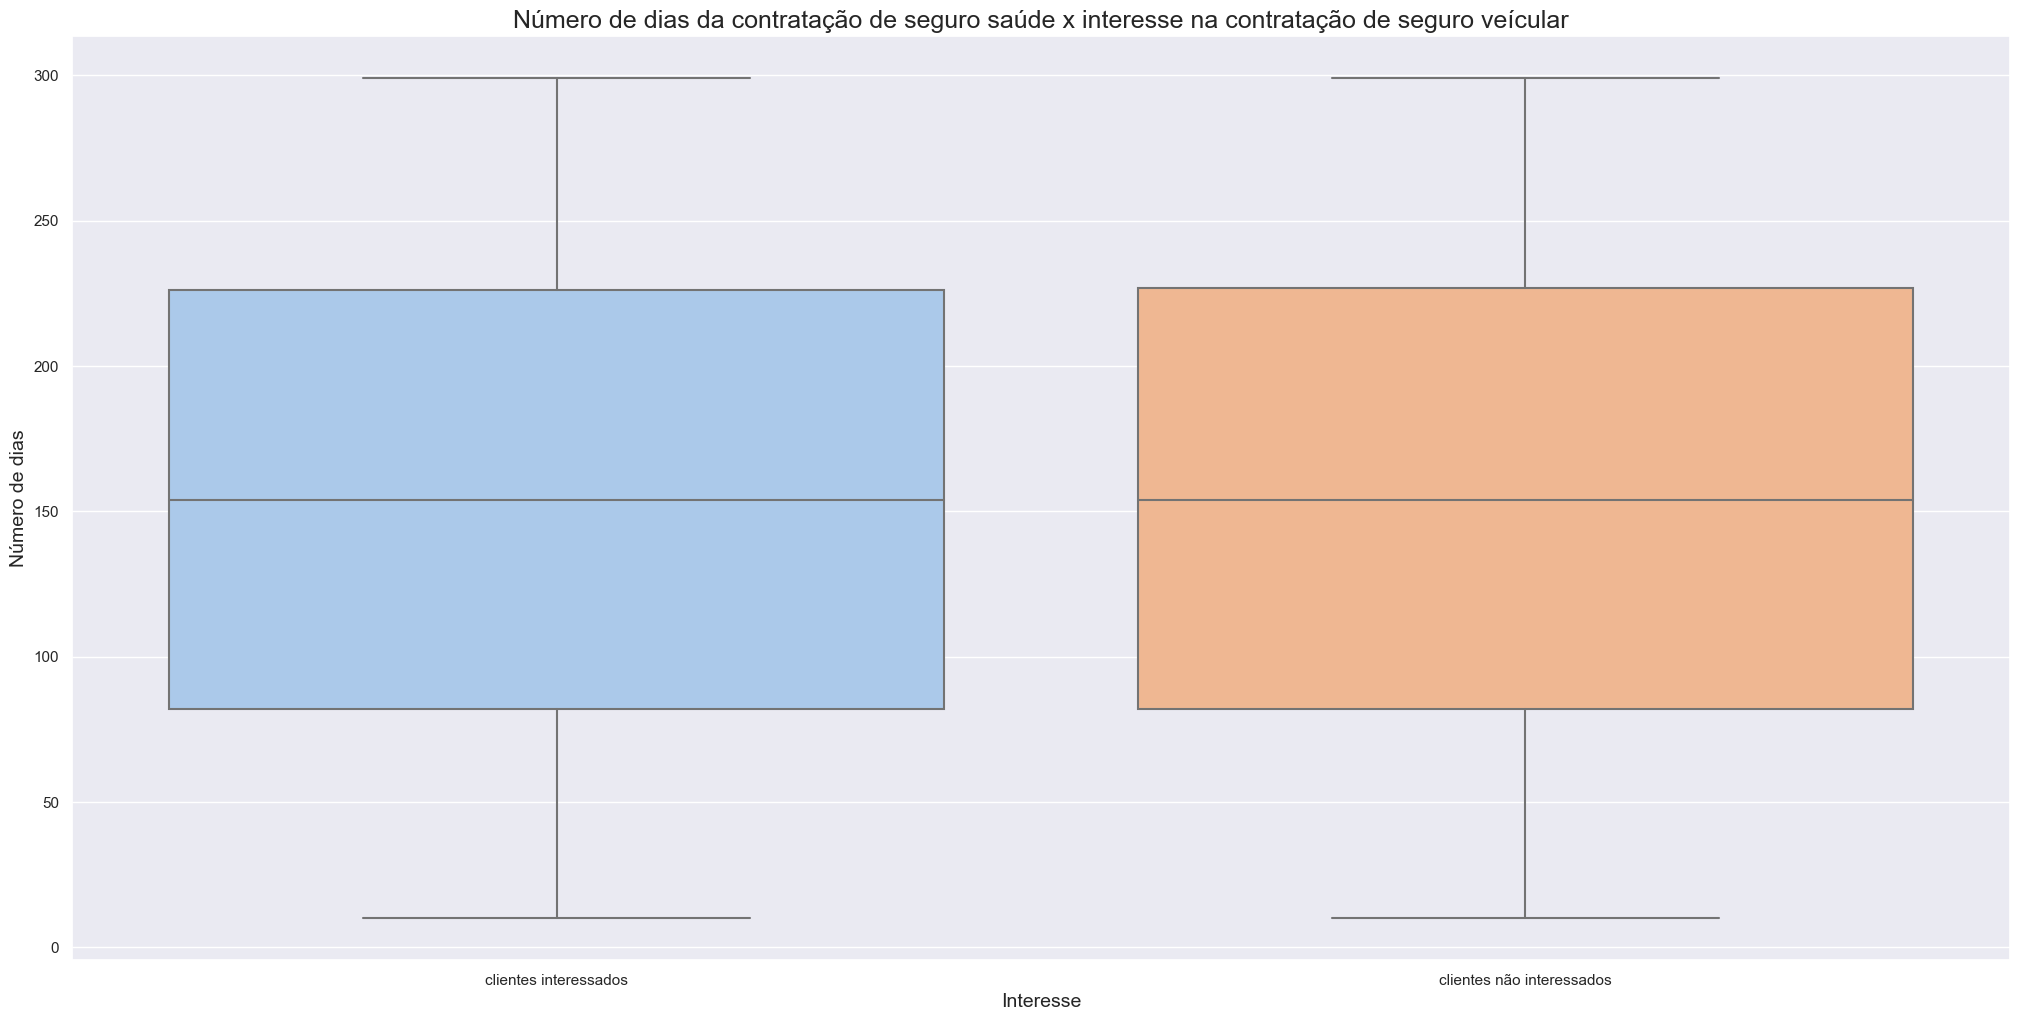 Número de dias da contratação de seguro saúde x interesse na contratação de seguro veícular
300
250
200
150
100
50
0
Número de dias
clientes interessados
clientes não interessados
Interesse